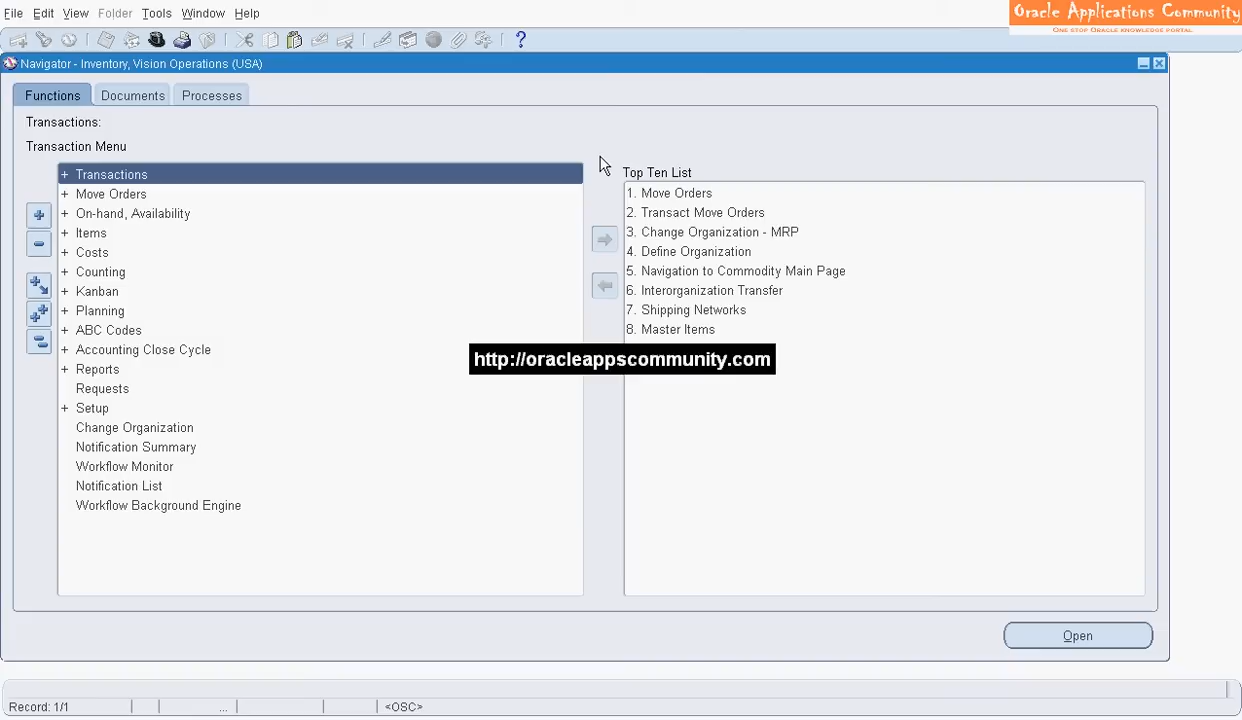 File Edit View Folder Tools Window Help
Oracle Applications Community
ONE STOP ORACLE KNOWLEDGE PORTAL
?
Navigator - Inventory, Vision Operations (USA)
Functions Documents Processes
Transactions:
Transaction Menu
+ Transactions
+ Move Orders
+ On-hand, Availability
+ Items
+ Costs
+ Counting
+ Kanban
+ Planning
+ ABC Codes
+ Accounting Close Cycle
+ Reports
Requests
+ Setup
Change Organization
Notification Summary
Workflow Monitor
Notification List
Workflow Background Engine
Top Ten List
1. Move Orders
2. Transact Move Orders
3. Change Organization - MRP
4. Define Organization
5. Navigation to Commodity Main Page
6. Interorganization Transfer
7. Shipping Networks
8. Master Items
http://oracleappscommunity.com
Open
Record: 1/1 ... <OSC>